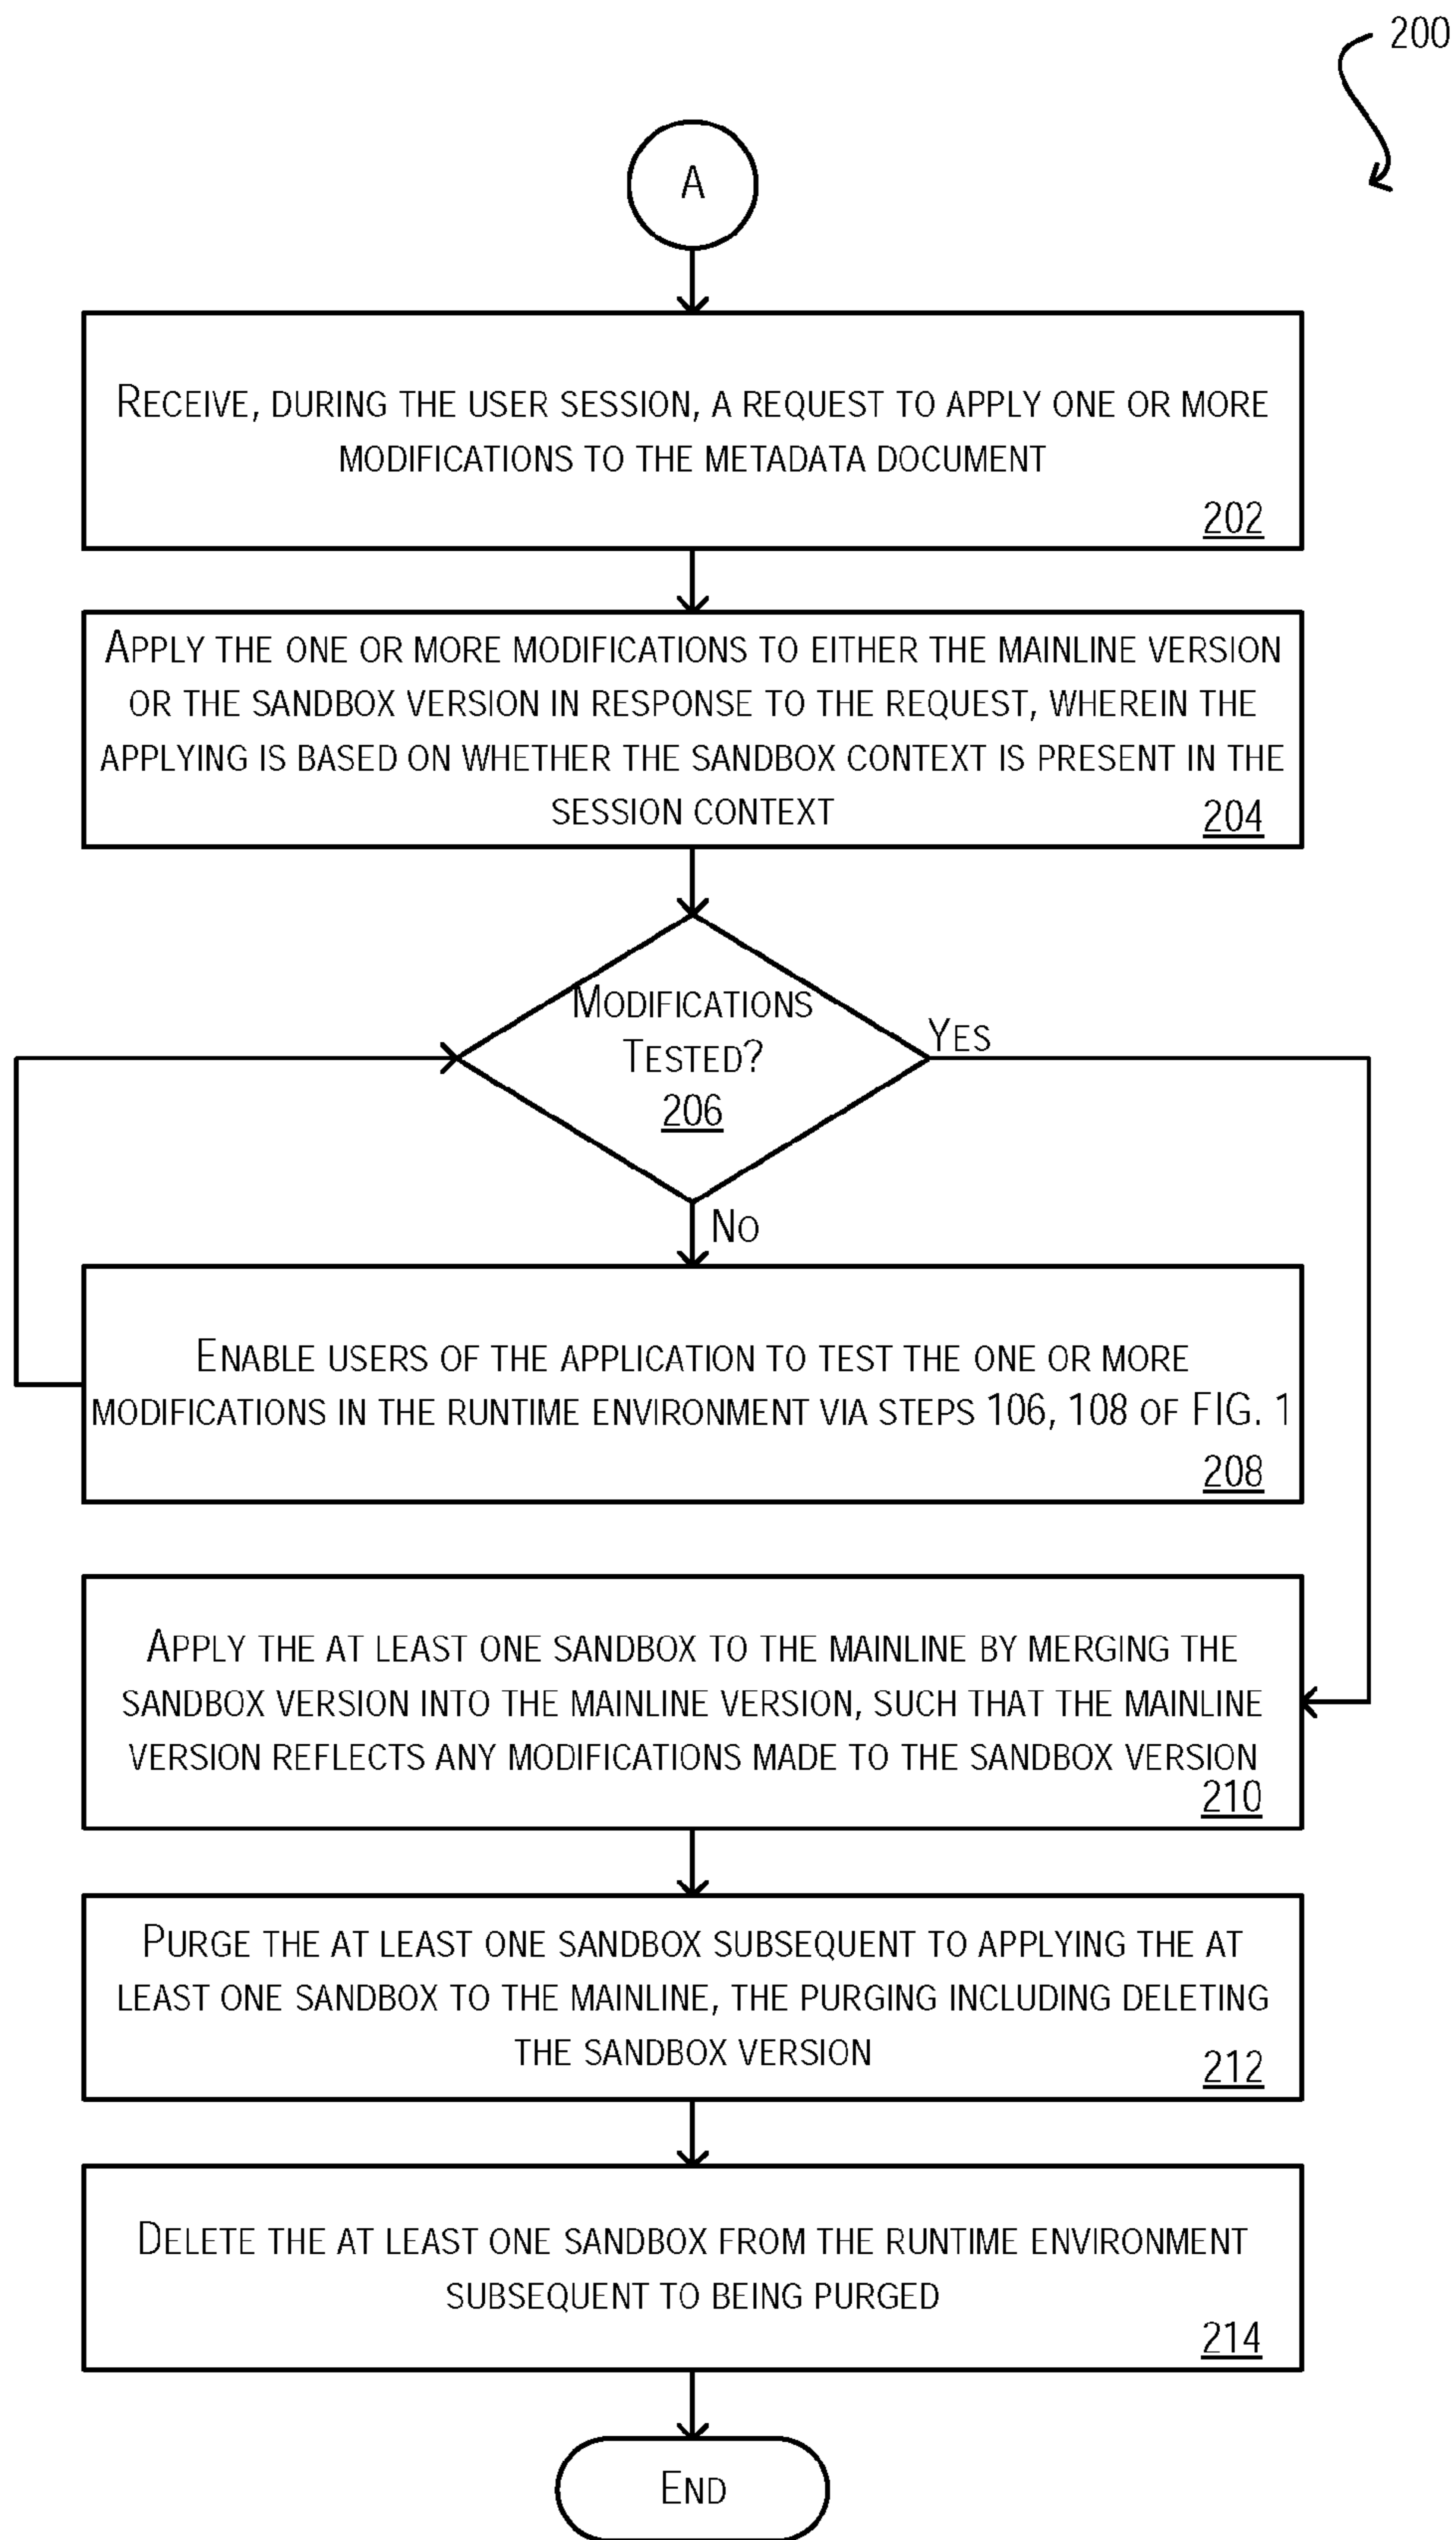 200
A
RECEIVE, DURING THE USER SESSION, A REQUEST TO APPLY ONE OR MORE
MODIFICATIONS TO THE METADATA DOCUMENT
202
APPLY THE ONE OR MORE MODIFICATIONS TO EITHER THE MAINLINE VERSION
OR THE SANDBOX VERSION IN RESPONSE TO THE REQUEST, WHEREIN THE
APPLYING IS BASED ON WHETHER THE SANDBOX CONTEXT IS PRESENT IN THE
SESSION CONTEXT
204
MODIFICATIONS
TESTED?
206
YES
NO
ENABLE USERS OF THE APPLICATION TO TEST THE ONE OR MORE
MODIFICATIONS IN THE RUNTIME ENVIRONMENT VIA STEPS 106, 108 OF FIG. 1
208
APPLY THE AT LEAST ONE SANDBOX TO THE MAINLINE BY MERGING THE
SANDBOX VERSION INTO THE MAINLINE VERSION, SUCH THAT THE MAINLINE
VERSION REFLECTS ANY MODIFICATIONS MADE TO THE SANDBOX VERSION
210
PURGE THE AT LEAST ONE SANDBOX SUBSEQUENT TO APPLYING THE AT
LEAST ONE SANDBOX TO THE MAINLINE, THE PURGING INCLUDING DELETING
THE SANDBOX VERSION
212
DELETE THE AT LEAST ONE SANDBOX FROM THE RUNTIME ENVIRONMENT
SUBSEQUENT TO BEING PURGED
214
END